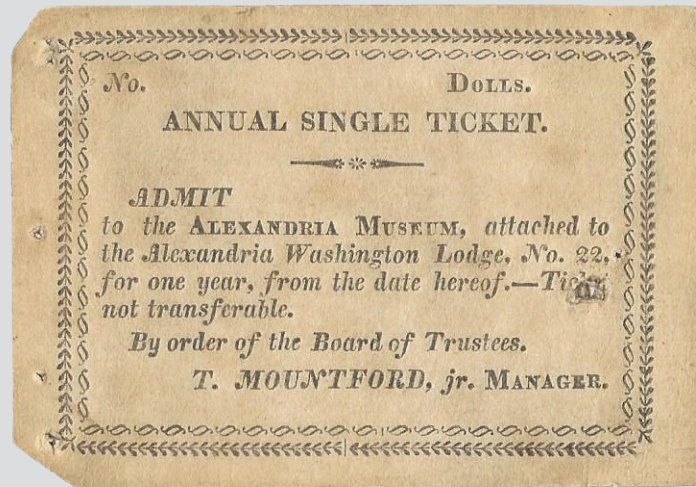 No. DOLLS.
ANNUAL SINGLE TICKET.
ADMIT
to the ALEXANDRIA MUSEUM, attached to
the Alexandria Washington Lodge, No. 22,
for one year, from the date hereof.—
not transferable.
By order of the Board of Trustees.
T. MOUNTFORD, jr. MANAGER.